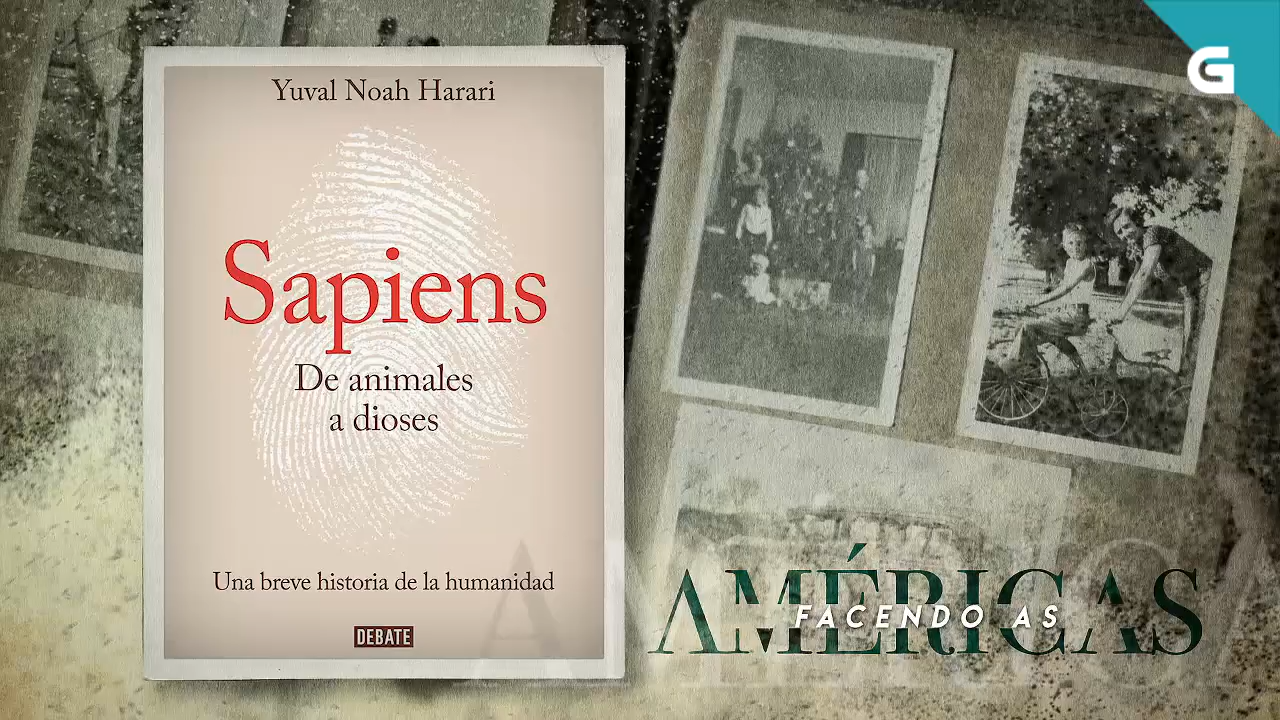 Yuval Noah Harari
Sapiens
De animales
a dioses
Una breve historia de la humanidad
DEBATE
FACENDO AS
AMÉRICAS
G